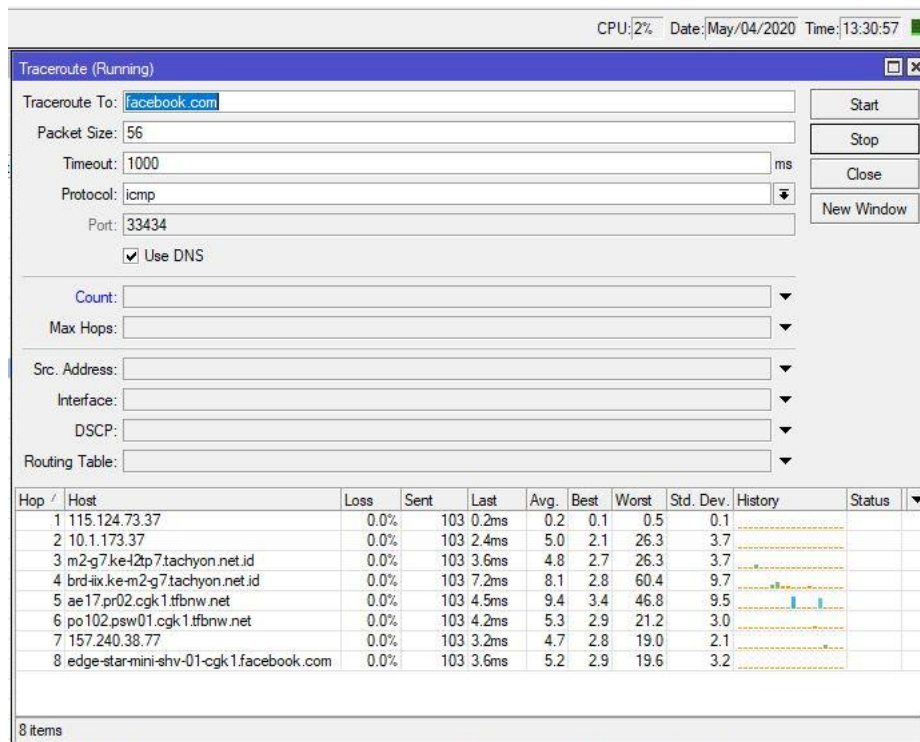 CPU: 2% Date: May/04/2020 Time: 13:30:57
Traceroute (Running)
Traceroute To: facebook.com Start
Packet Size: 56 Stop
Timeout: 1000 ms Close
Protocol: icmp New Window
Port: 33434
Use DNS
Count:
Max Hops:
Src. Address:
Interface:
DSCP:
Routing Table:
Hop / Host Loss Sent Last Avg. Best Worst Std. Dev. History Status
1 115.124.73.37 0.0% 103 0.2ms 0.2 0.1 0.5 0.1
2 10.1.173.37 0.0% 103 2.4ms 5.0 2.1 26.3 3.7
3 m2-g7.ke-l2tp7.tachyon.net.id 0.0% 103 3.6ms 4.8 2.7 26.3 3.7
4 brd-iix.ke-m2-g7.tachyon.net.id 0.0% 103 7.2ms 8.1 2.8 60.4 9.7
5 ae17.pr02.cgk1.tfbnw.net 0.0% 103 4.5ms 9.4 3.4 46.8 9.5
6 po102.psw01.cgk1.tfbnw.net 0.0% 103 4.2ms 5.3 2.9 21.2 3.0
7 157.240.38.77 0.0% 103 3.2ms 4.7 2.8 19.0 2.1
8 edge-star-mini-shv-01-cgk1.facebook.com 0.0% 103 3.6ms 5.2 2.9 19.6 3.2
8 items